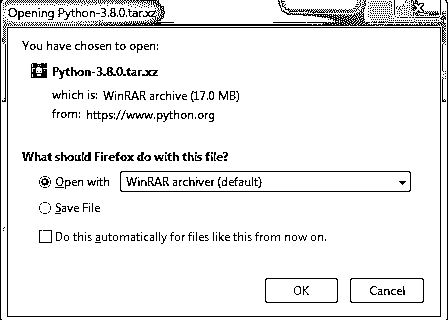 Opening Python-3.8.0.tar.xz
You have chosen to open:
Python-3.8.0.tar.xz
which is: WinRAR archive (17.0 MB)
from: https://www.python.org
What should Firefox do with this file?
Open with WinRAR archiver (default)
Save File
Do this automatically for files like this from now on.
OK Cancel